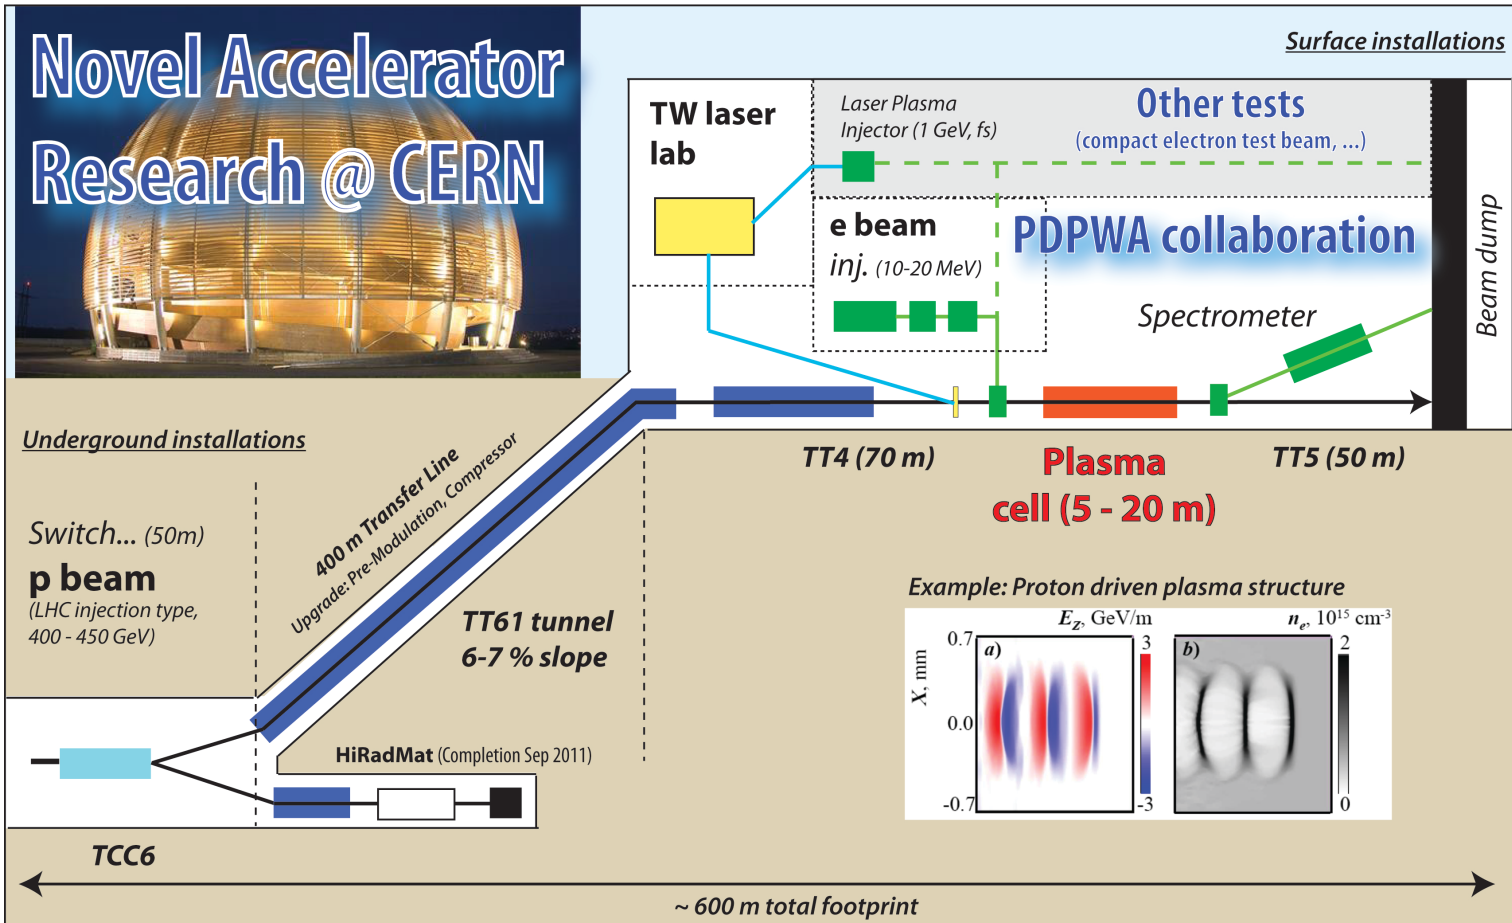 Novel Accelerator
Research @ CERN
Surface installations
TW laser
lab
Laser Plasma
Injector (1 GeV, fs)
Other tests
(compact electron test beam, ...)
e beam
inj. (10-20 MeV)
PDPWA collaboration
Spectrometer
Beam dump
Underground installations
Switch... (50m)
p beam
(LHC injection type,
400 - 450 GeV)
400 m Transfer Line
Upgrade: Pre-Modulation, Compressor
TT61 tunnel
6-7 % slope
TT4 (70 m)
Plasma
cell (5 - 20 m)
TT5 (50 m)
HiRadMat (Completion Sep 2011)
TCC6
Example: Proton driven plasma structure
E_z, GeV/m
n_e, 10¹⁵ cm⁻³
0.7
a)
3
b)
2
X, mm
0.0
-0.7
-3
0
~ 600 m total footprint